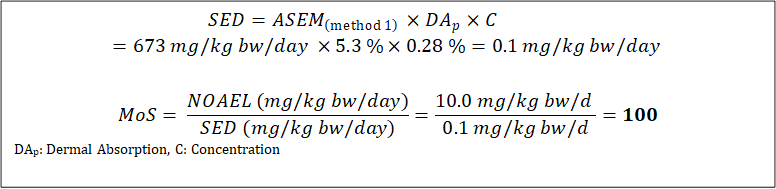 SED = ASEM(method 1) × DAp × C
= 673 mg/kg bw/day × 5.3 % × 0.28 % = 0.1 mg/kg bw/day
MoS = NOAEL (mg/kg bw/day) / SED (mg/kg bw/day) = 10.0 mg/kg bw/d / 0.1 mg/kg bw/d = 100
DAp: Dermal Absorption, C: Concentration